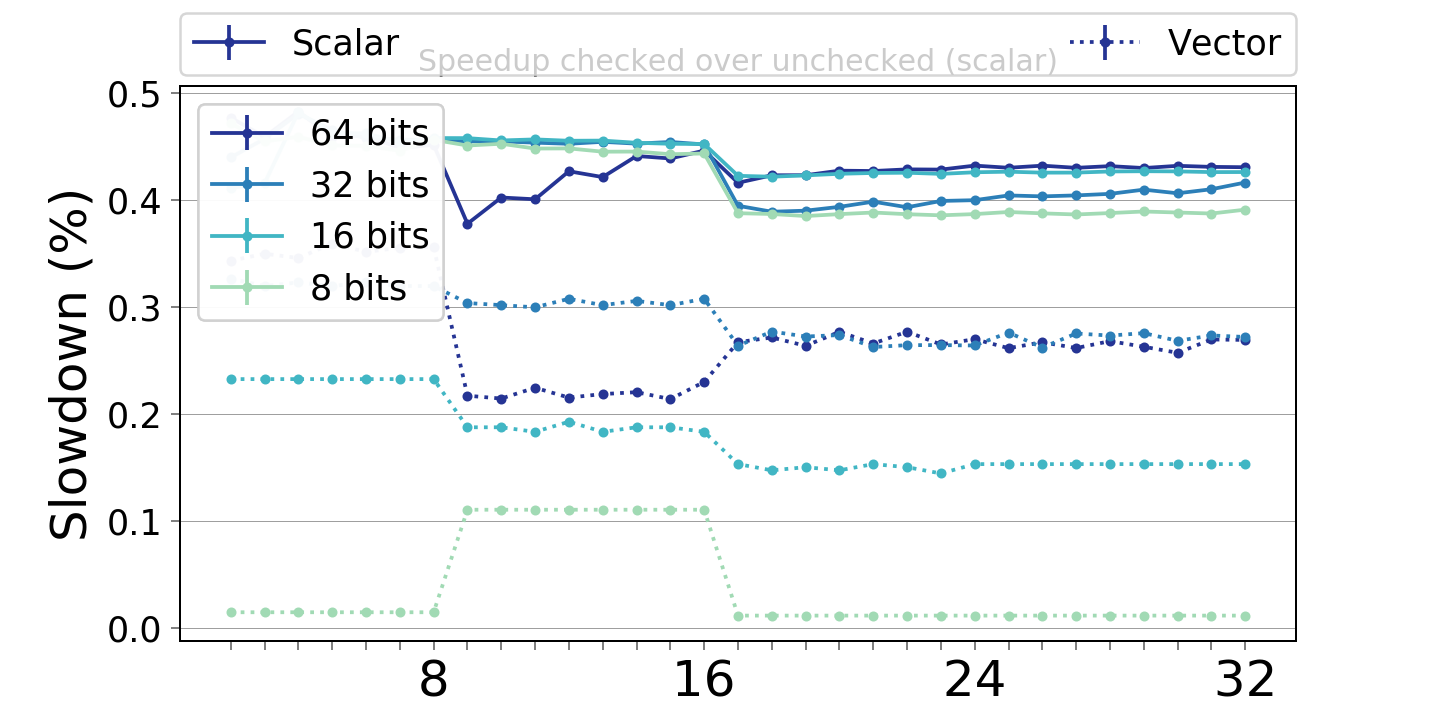 Scalar
Vector
Speedup checked over unchecked (scalar)
0.5
0.4
0.3
0.2
0.1
0.0
Slowdown (%)
64 bits
32 bits
16 bits
8 bits
8
16
24
32